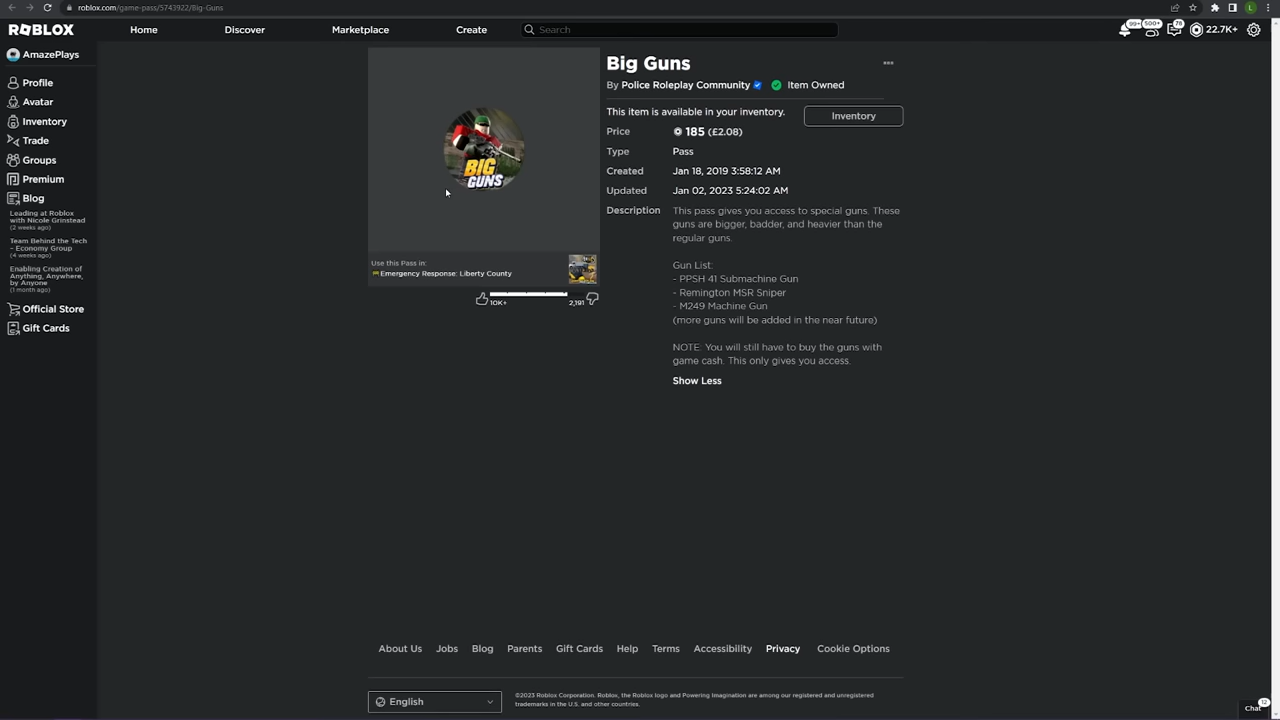 roblox.com/game-pass/5743922/Big-Guns
ROBLOX
Home
Discover
Marketplace
Create
Search
99+
500+
78
22.7K+
AmazePlays
Profile
Avatar
Inventory
Trade
Groups
Premium
Blog
Leading at Roblox
with Nicole Grinstead
(2 weeks ago)
Team Behind the Tech
- Economy Group
(4 weeks ago)
Enabling Creation of
Anything, Anywhere,
by Anyone
(1 month ago)
Official Store
Gift Cards
BIG
GUNS
Use this Pass in:
Emergency Response: Liberty County
10K+
2,191
Big Guns
By Police Roleplay Community
Item Owned
This item is available in your inventory.
Inventory
Price
185 (£2.08)
Type
Pass
Created
Jan 18, 2019 3:58:12 AM
Updated
Jan 02, 2023 5:24:02 AM
Description
This pass gives you access to special guns. These
guns are bigger, badder, and heavier than the
regular guns.
Gun List:
- PPSH 41 Submachine Gun
- Remington MSR Sniper
- M249 Machine Gun
(more guns will be added in the near future)
NOTE: You will still have to buy the guns with
game cash. This only gives you access.
Show Less
About Us
Jobs
Blog
Parents
Gift Cards
Help
Terms
Accessibility
Privacy
Cookie Options
English
©2023 Roblox Corporation. Roblox, the Roblox logo and Powering Imagination are among our registered and unregistered
trademarks in the U.S. and other countries.
Chat
12